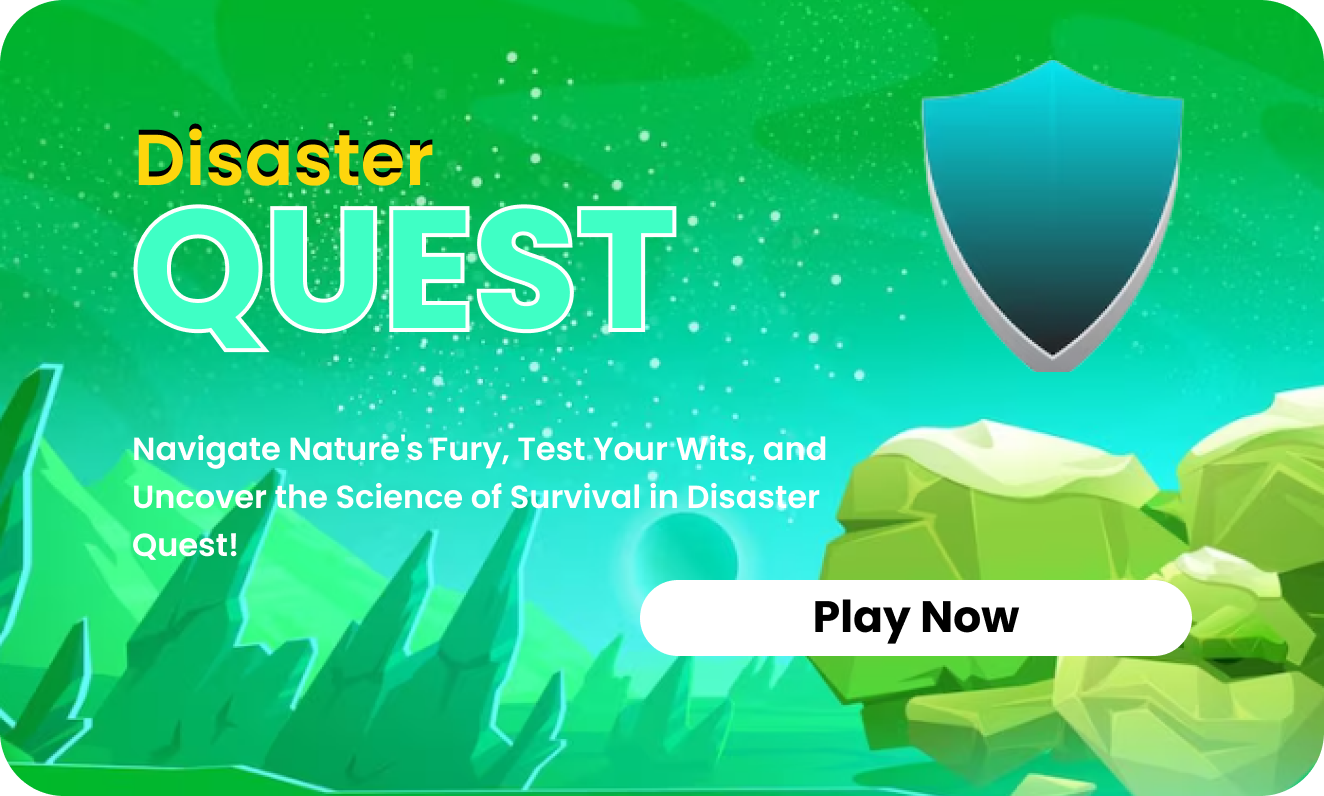 Disaster
QUEST
Navigate Nature's Fury, Test Your Wits, and
Uncover the Science of Survival in Disaster
Quest!
Play Now